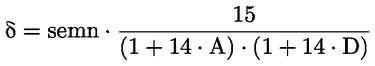 δ = semn · 15 / ((1 + 14 · A) · (1 + 14 · D))